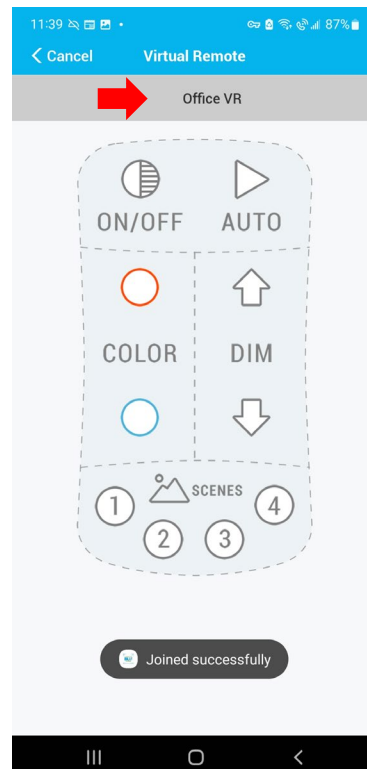 11:39 87%
Cancel Virtual Remote
Office VR
ON/OFF AUTO
COLOR DIM
SCENES
1 4
2 3
Joined successfully